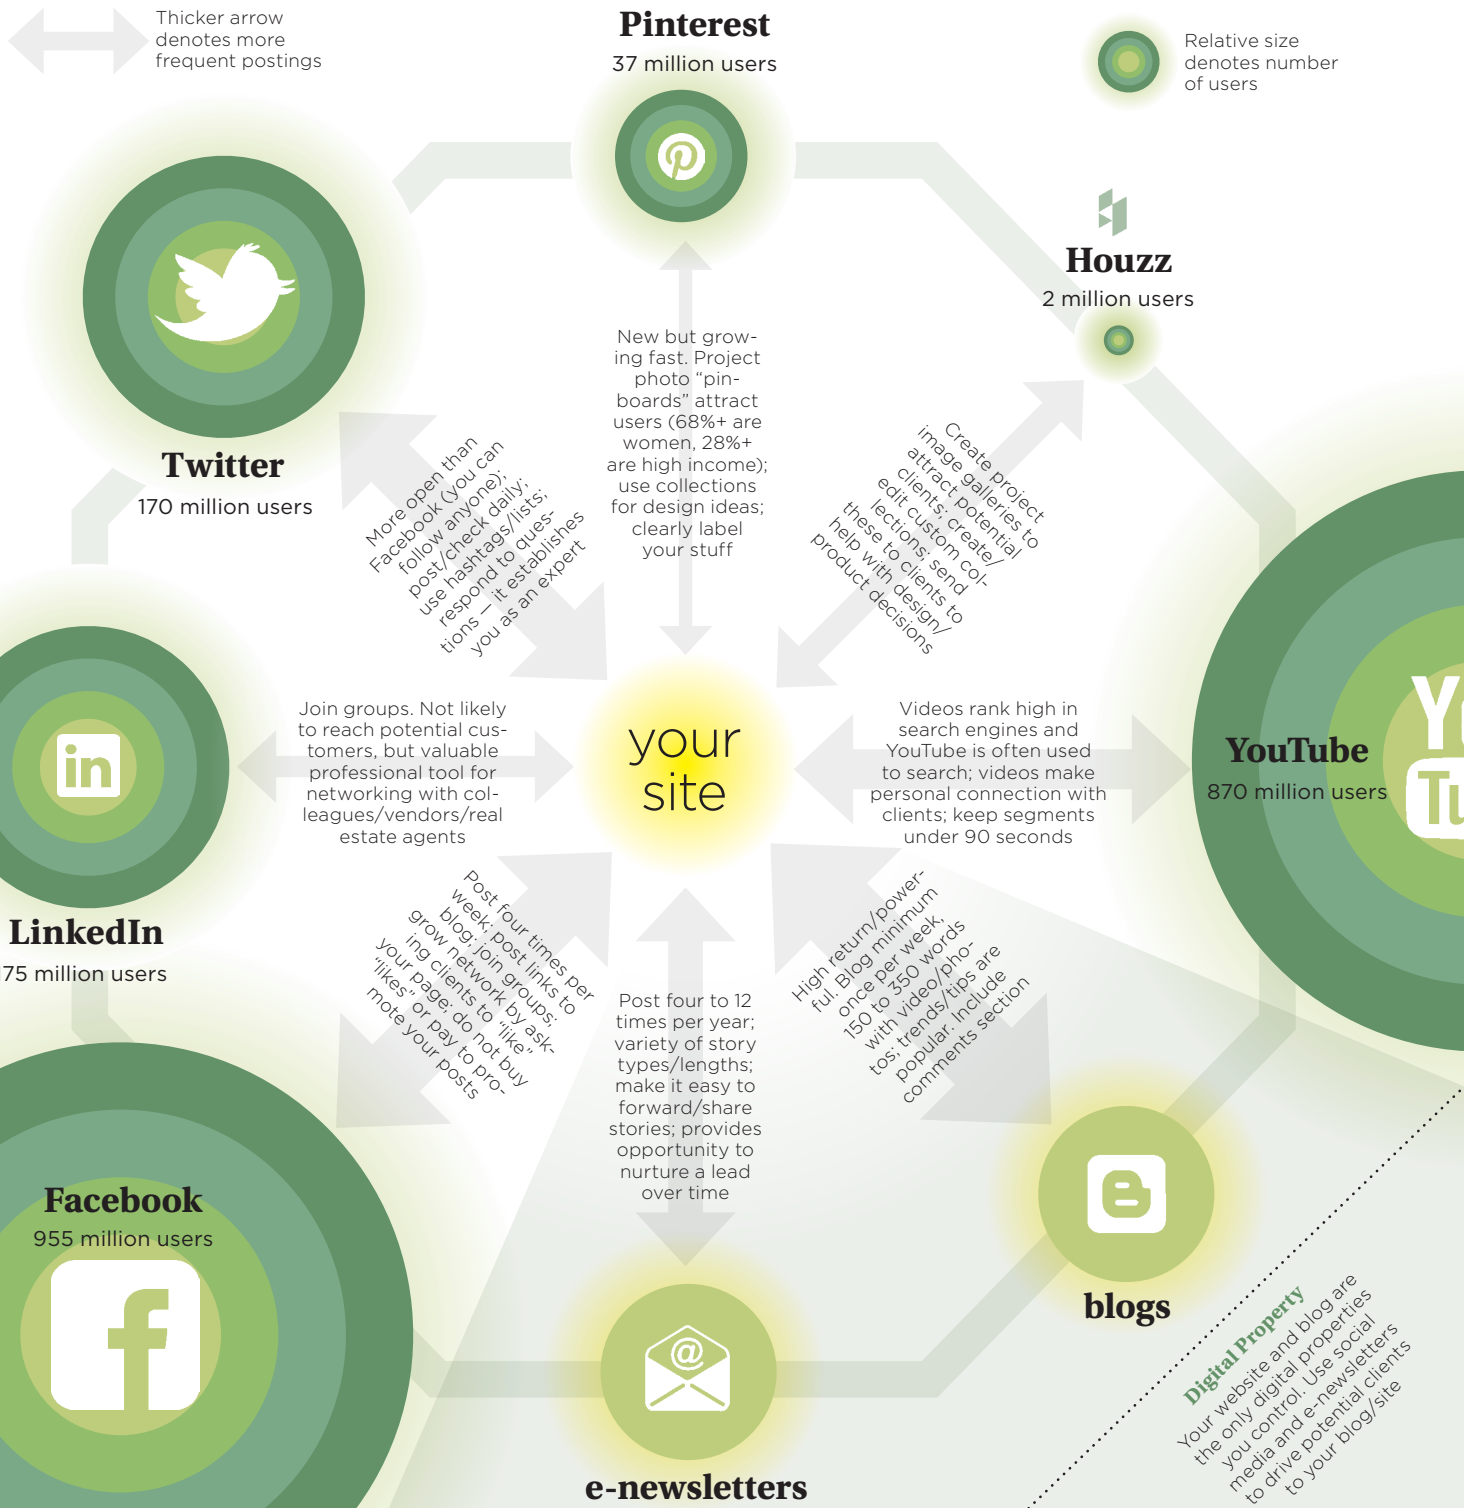 Thicker arrow
denotes more
frequent postings
Pinterest
37 million users
Relative size
denotes number
of users
Houzz
2 million users
Twitter
170 million users
New but grow-
ing fast. Project
photo “pin-
boards” attract
users (68%+ are
women, 28%+
are high income);
use collections
for design ideas;
clearly label
your stuff
More open than
Facebook (you can
follow anyone);
post/check daily;
use hashtags/lists;
respond to ques-
tions – it establishes
you as an expert
Create project
image galleries to
attract potential
clients; create/
edit custom col-
lections; send
these to clients to
help with design/
product decisions
in
Join groups. Not likely
to reach potential cus-
tomers, but valuable
professional tool for
networking with col-
leagues/vendors/real
estate agents
your
site
Videos rank high in
search engines and
YouTube is often used
to search; videos make
personal connection with
clients; keep segments
under 90 seconds
YouTube
870 million users
Yo
Tu
LinkedIn
175 million users
Post four times per
week; post links to
blog; join groups;
grow network by ask-
ing clients to “like”
your page; do not buy
“likes” or pay to pro-
mote your posts
Post four to 12
times per year;
variety of story
types/lengths;
make it easy to
forward/share
stories; provides
opportunity to
nurture a lead
over time
High return/power-
ful. Blog minimum
once per week,
150 to 350 words
with video/pho-
tos; trends/tips are
popular. Include
comments section
Facebook
955 million users
f
@
e-newsletters
B
blogs
Digital Property
Your website and blog are
the only digital properties
you control. Use social
media and e-newsletters
to drive potential clients
to your blog/site